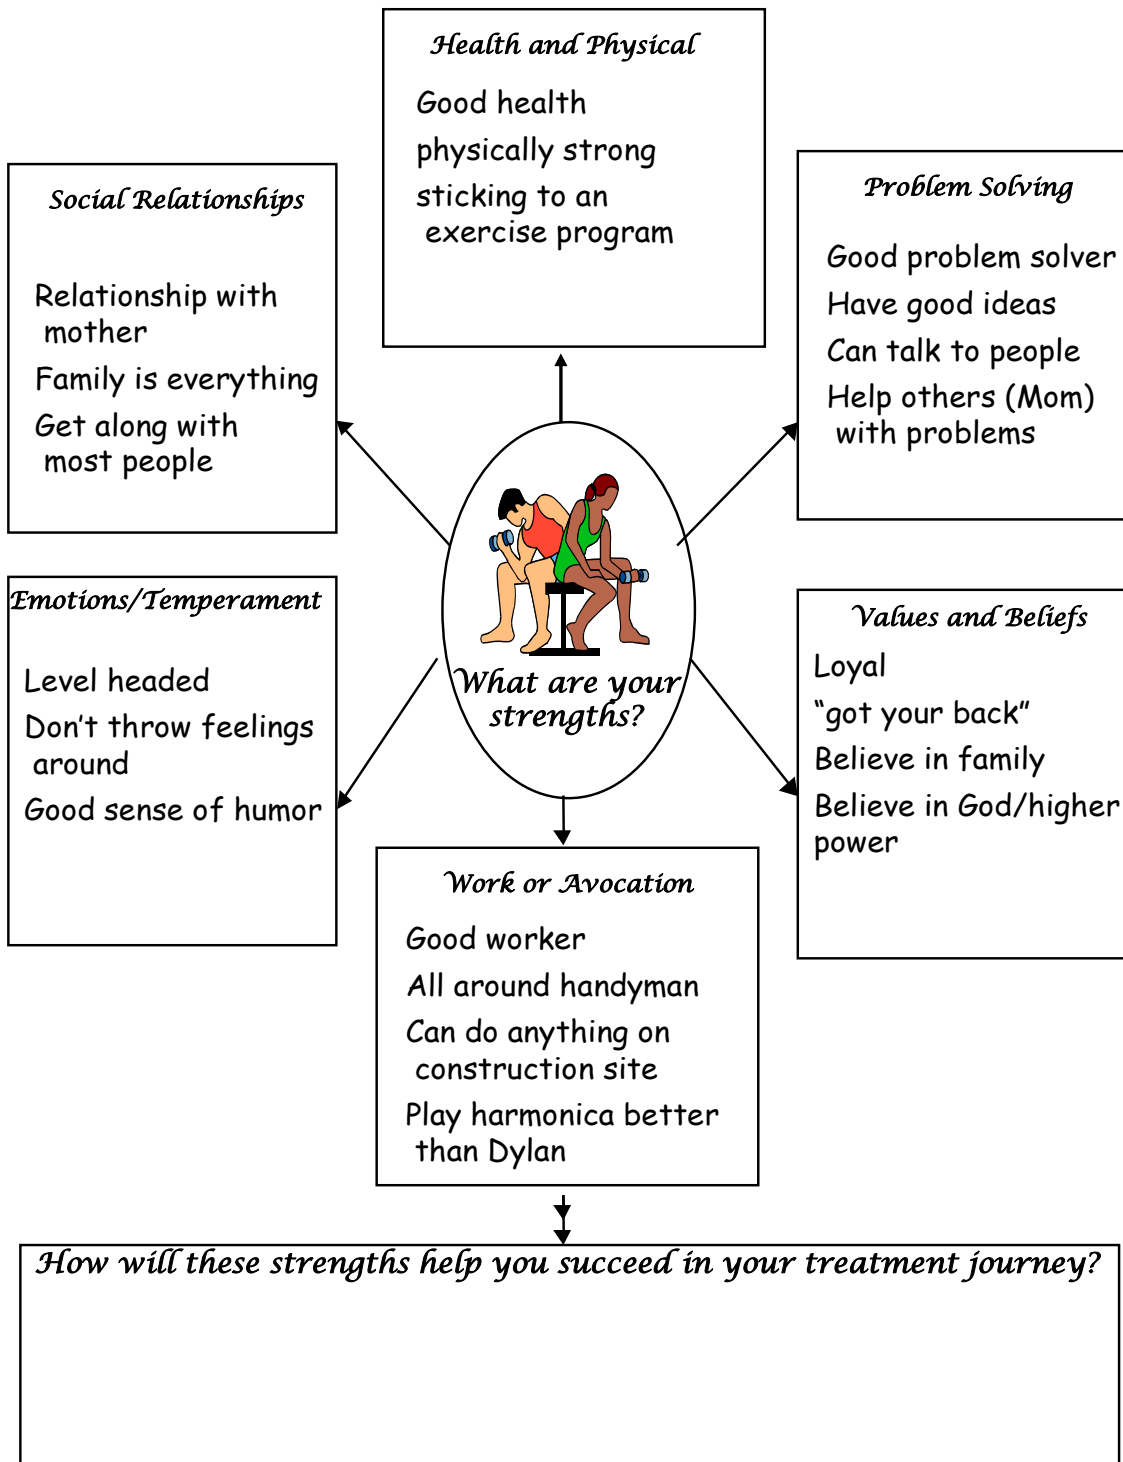 Health and Physical
Good health
physically strong
sticking to an
exercise program
Social Relationships
Relationship with
mother
Family is everything
Get along with
most people
Problem Solving
Good problem solver
Have good ideas
Can talk to people
Help others (Mom)
with problems
What are your
strengths?
Emotions/Temperament
Level headed
Don't throw feelings
around
Good sense of humor
Values and Beliefs
Loyal
“got your back”
Believe in family
Believe in God/higher
power
Work or Avocation
Good worker
All around handyman
Can do anything on
construction site
Play harmonica better
than Dylan
How will these strengths help you succeed in your treatment journey?